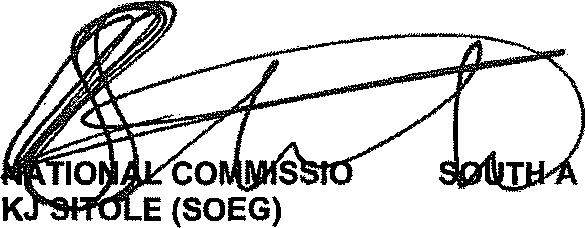 NATIONAL COMMISSIO SOUTH A
KJ SITOLE (SOEG)